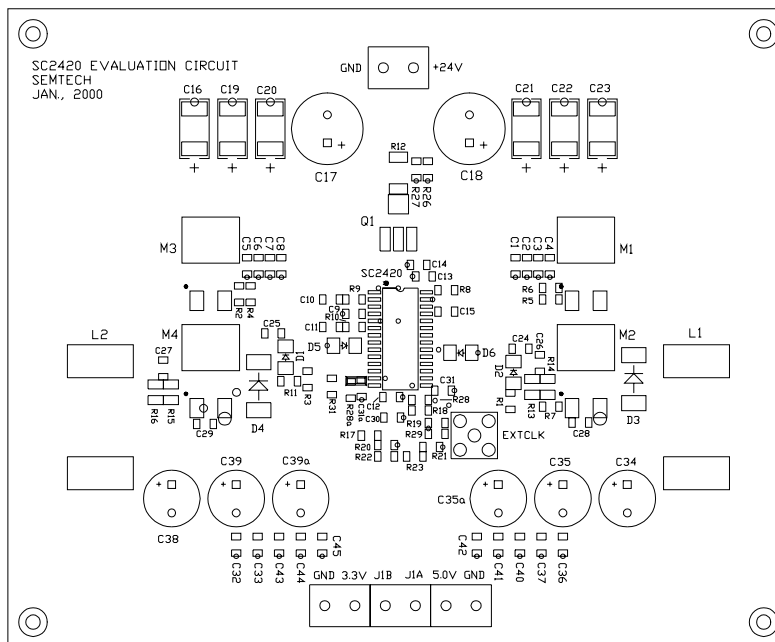 SC2420 EVALUATION CIRCUIT
SEMTECH
JAN., 2000
GND +24V
C16 C19 C20
C21 C22 C23
C17
C18
R12
R27 R26
Q1
M3
C5 C6 C7 C8
C1 C2 C3 C4
M1
C14
C13
SC2420
R2 R4
C10 R9
R8
R6
R5
C9
R10
C11
C15
L2
M4
C25
D5
D6
C24
C26
M2
L1
C27
D1
D2
R14
R16 R15
R11
R3
R31
R28a
C31a
C12
C31
R28
R18
R1
R13
R7
D4
C30
R19
R29
C29
C28
D3
R17
R20
R22
R23
R21
EXTCLK
C39 C39a
C38
C35a
C35 C34
C32 C33 C43 C44 C45
C42 C41 C40 C37 C36
GND 3.3V J1B J1A 5.0V GND